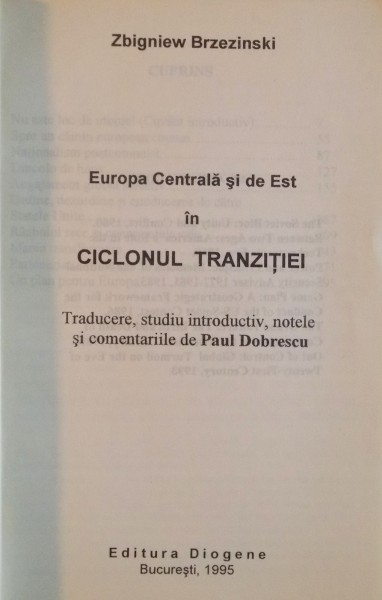 Zbigniew Brzezinski
Europa Centrală şi de Est
în
CICLONUL TRANZIŢIEI
Traducere, studiu introductiv, notele
şi comentariile de Paul Dobrescu
Editura Diogene
Bucureşti, 1995